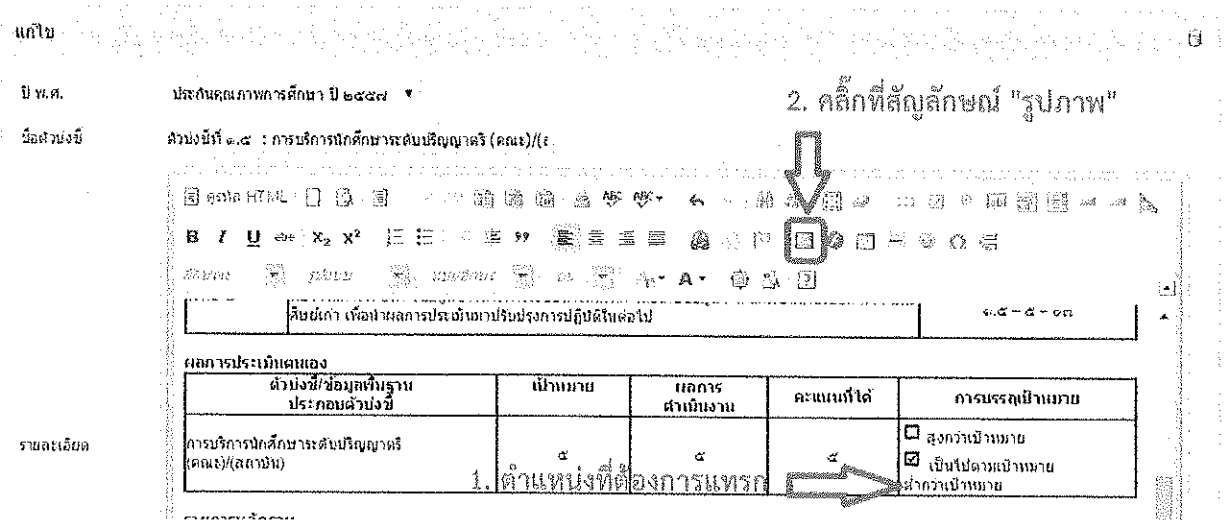 แก้ไข
ปี พ.ศ.
ประกันคุณภาพการศึกษา ปี ๒๕๕๗
2. คลิ๊กที่สัญลักษณ์ "รูปภาพ"
ชื่อตัวบ่งชี้
ตัวบ่งชี้ที่ ๑.๕ : การบริการนักศึกษาระดับปริญญาตรี (คณะ)/(ส
ดูรหัส HTML
B I U abc X₂ X²
ศิษย์เก่า เพื่อนำผลการประเมินมาปรับปรุงการปฏิบัติในต่อไป
๑.๕ – ๕ – ๑๓
ผลการประเมินตนเอง
ตัวบ่งชี้/ข้อมูลพื้นฐาน
ประกอบตัวบ่งชี้
เป้าหมาย
ผลการ
ดำเนินงาน
คะแนนที่ได้
การบรรลุเป้าหมาย
รายละเอียด
การบริการนักศึกษาระดับปริญญาตรี
(คณะ)/(สถาบัน)
๕
๕
๕
สูงกว่าเป้าหมาย
เป็นไปตามเป้าหมาย
ต่ำกว่าเป้าหมาย
1. ตำแหน่งที่ต้องการแทรก